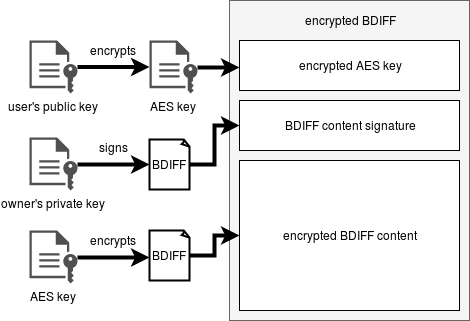 encrypted BDIFF
encrypts
encrypted AES key
user's public key
AES key
BDIFF content signature
signs
BDIFF
owner's private key
encrypts
BDIFF
encrypted BDIFF content
AES key